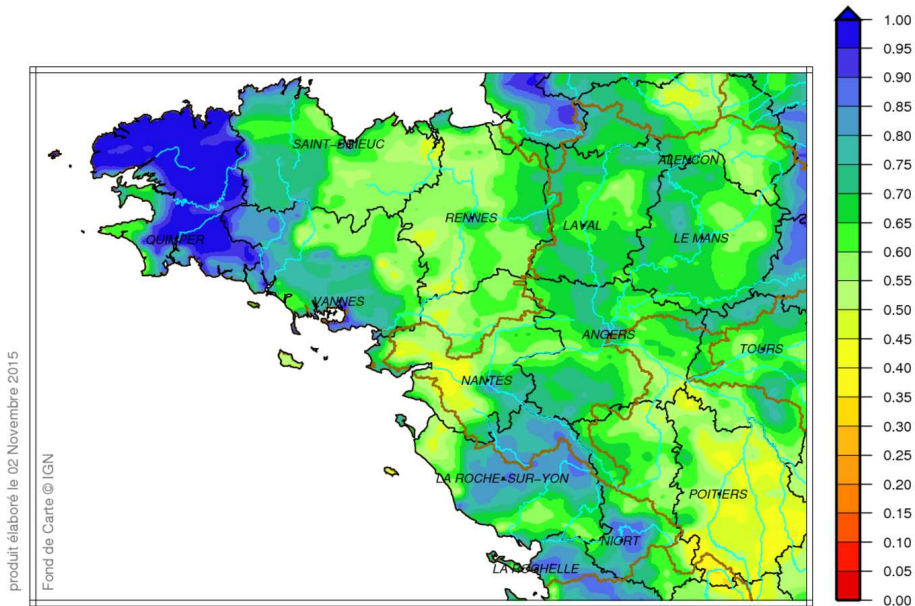 1.00
0.95
0.90
0.85
0.80
0.75
0.70
0.65
0.60
0.55
0.50
0.45
0.40
0.35
0.30
0.25
0.20
0.15
0.10
0.05
0.00
SAINT-BRIEUC
ALENCON
RENNES
LAVAL
QUIMPER
LE MANS
VANNES
ANGERS
TOURS
NANTES
LA ROCHE-SUR-YON
POITIERS
NIORT
LA ROCHELLE
produit élaboré le 02 Novembre 2015
Fond de Carte © IGN